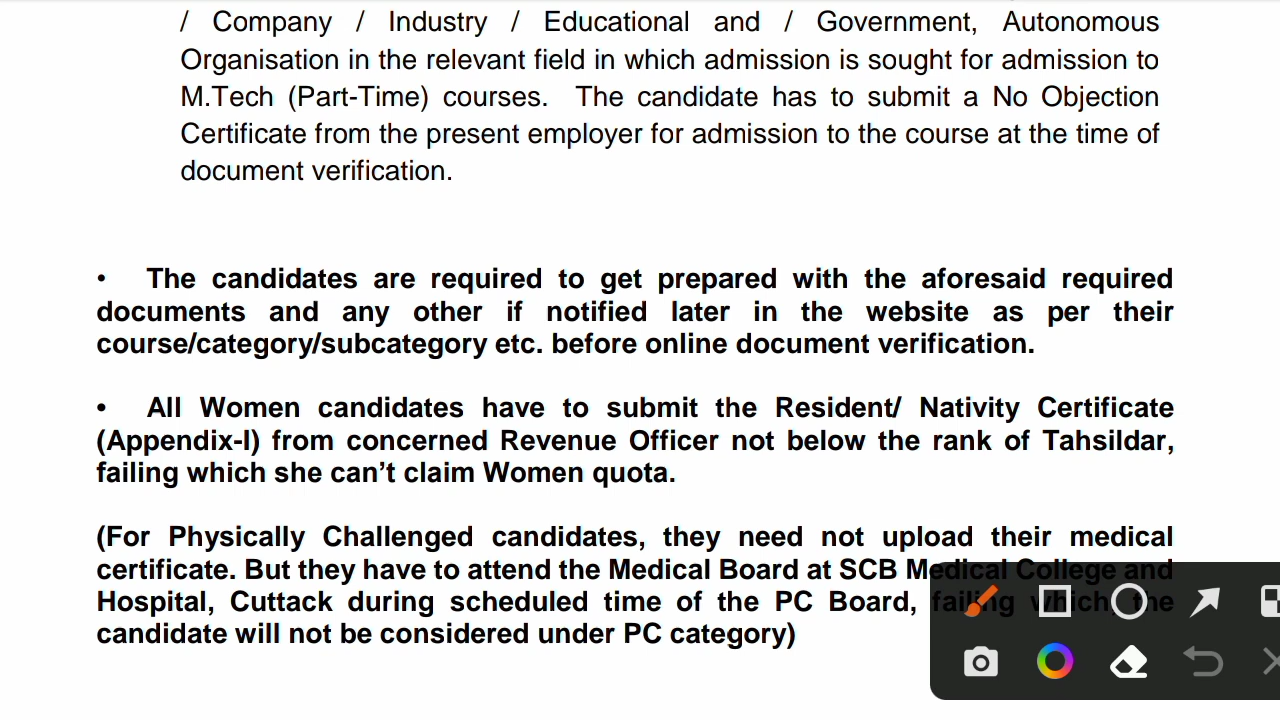 / Company / Industry / Educational and / Government, Autonomous
Organisation in the relevant field in which admission is sought for admission to
M.Tech (Part-Time) courses. The candidate has to submit a No Objection
Certificate from the present employer for admission to the course at the time of
document verification.
• The candidates are required to get prepared with the aforesaid required
documents and any other if notified later in the website as per their
course/category/subcategory etc. before online document verification.
• All Women candidates have to submit the Resident/ Nativity Certificate
(Appendix-I) from concerned Revenue Officer not below the rank of Tahsildar,
failing which she can't claim Women quota.
(For Physically Challenged candidates, they need not upload their medical
certificate. But they have to attend the Medical Board at SCB Medical College and
Hospital, Cuttack during scheduled time of the PC Board, failing which the
candidate will not be considered under PC category)